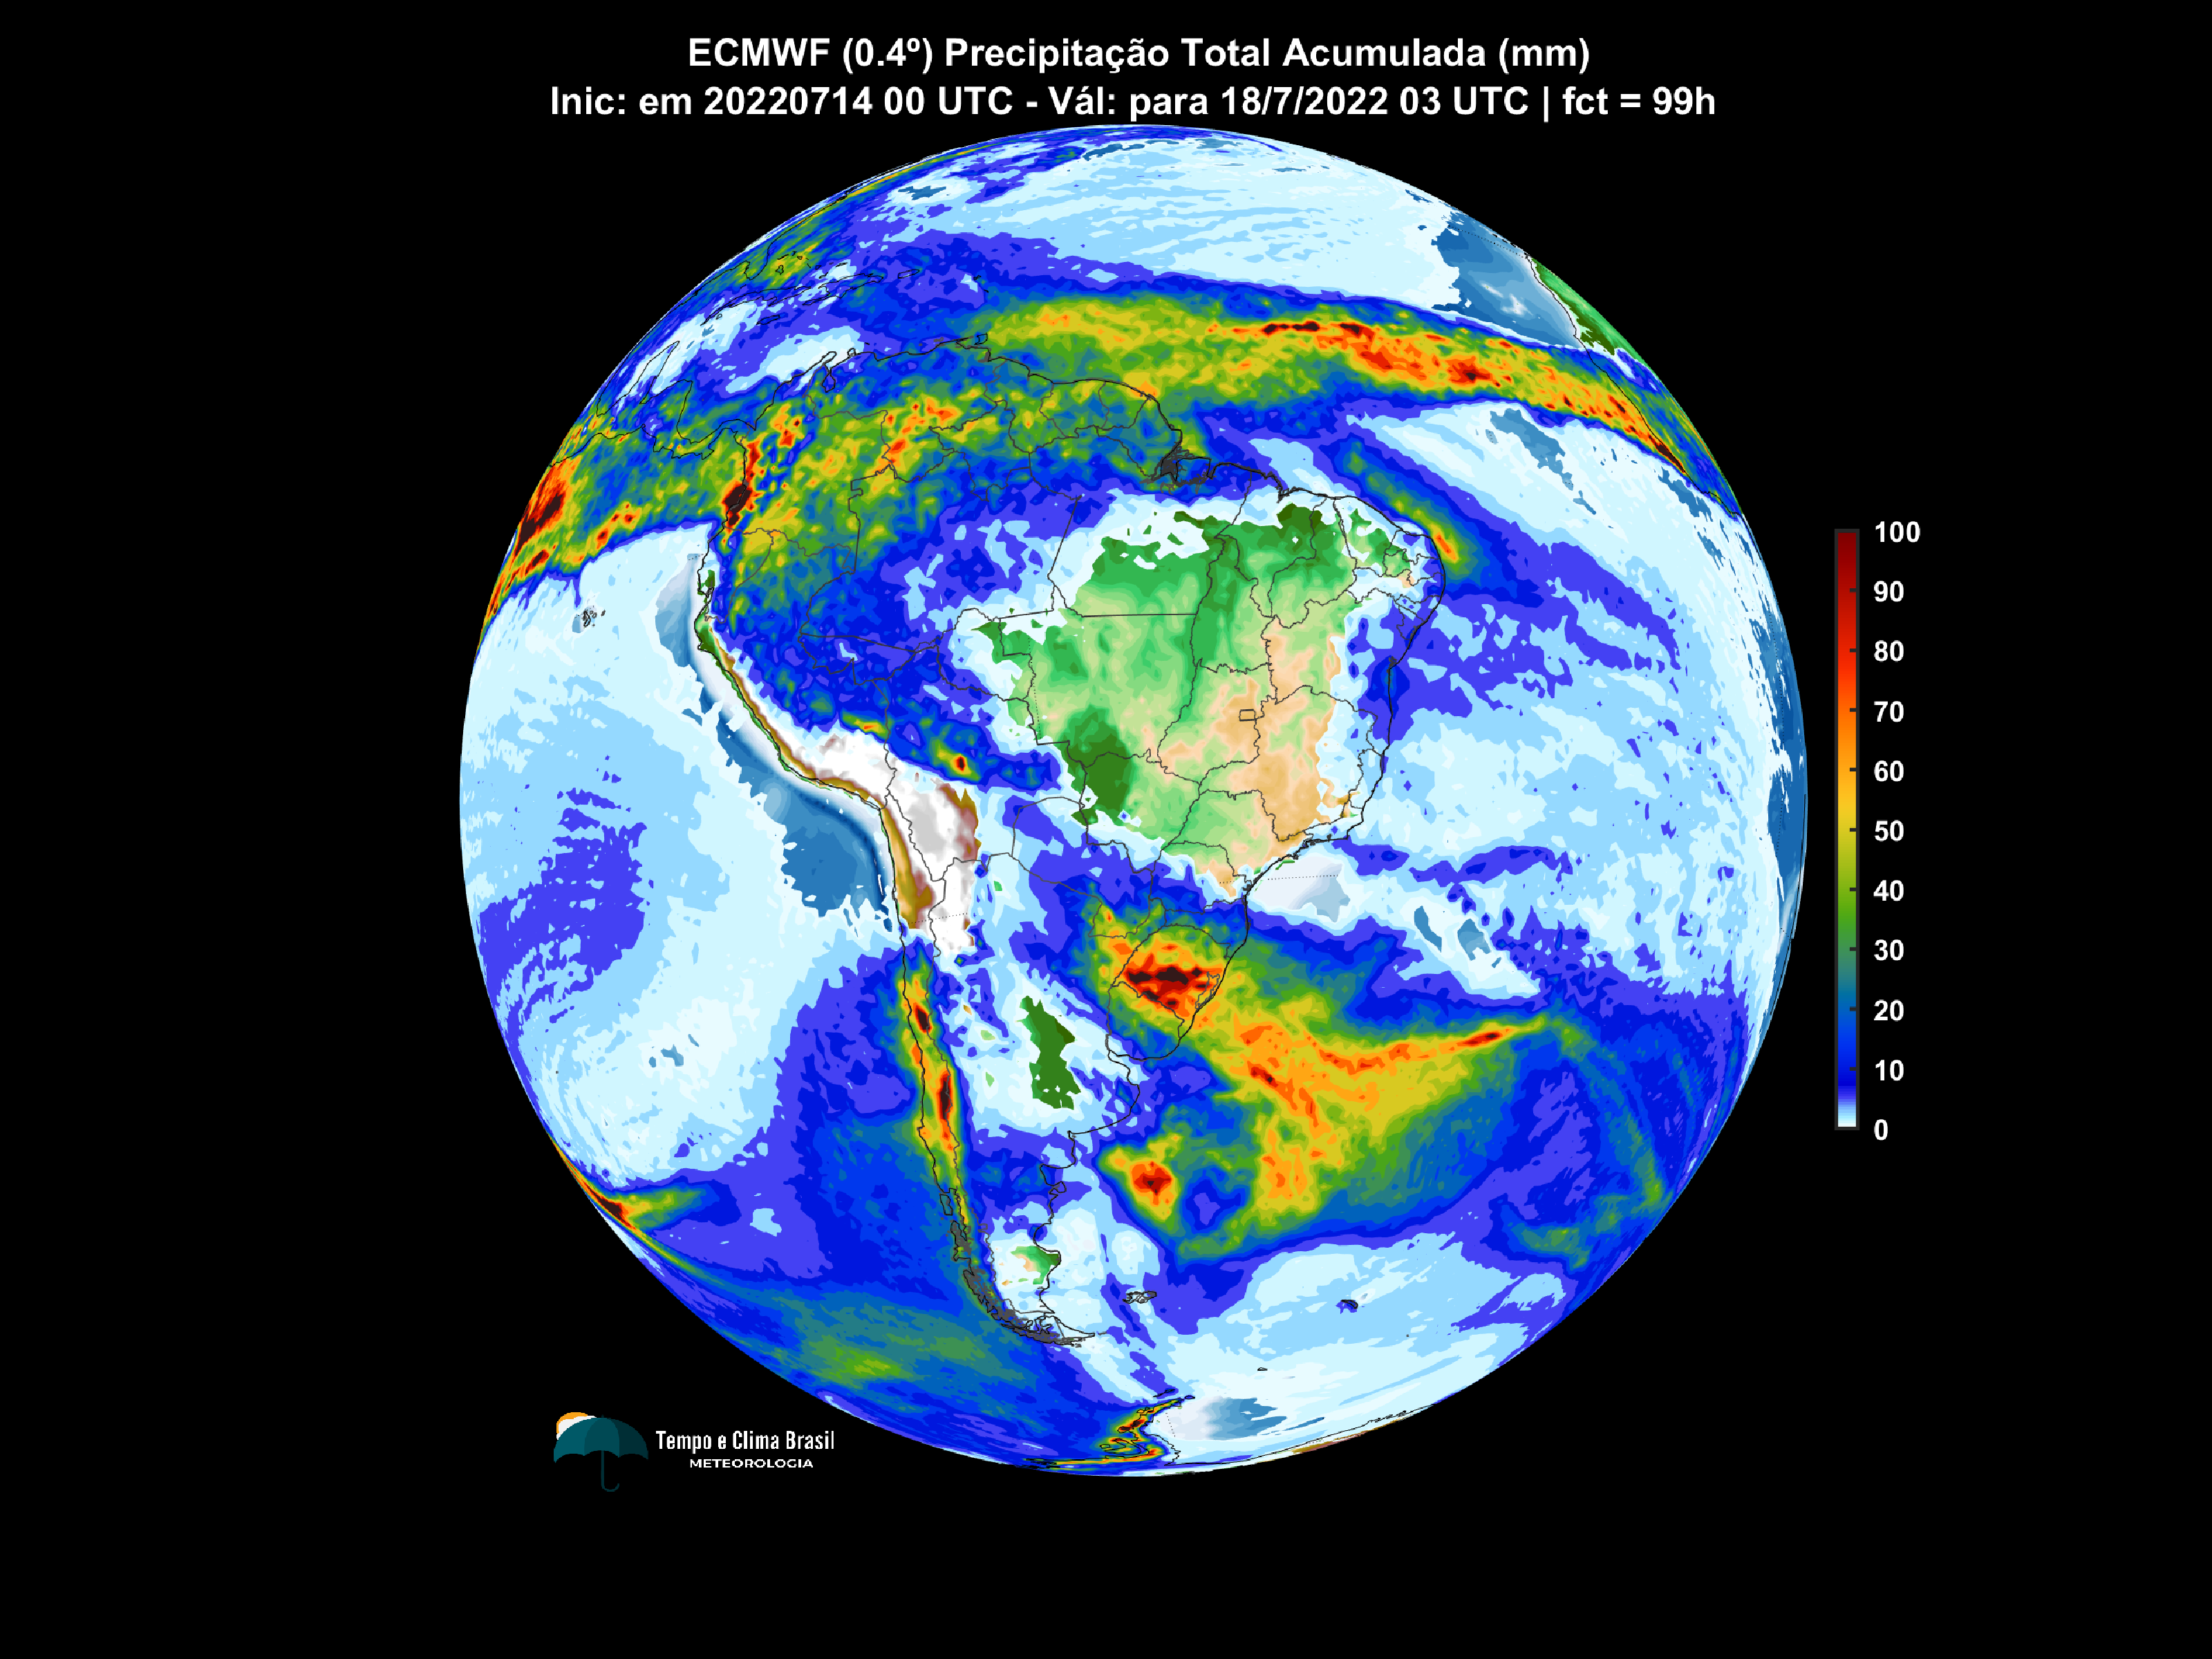 ECMWF (0.4º) Precipitação Total Acumulada (mm)
Inic: em 20220714 00 UTC - Vál: para 18/7/2022 03 UTC | fct = 99h
100
90
80
70
60
50
40
30
20
10
0
Tempo e Clima Brasil
METEOROLOGIA